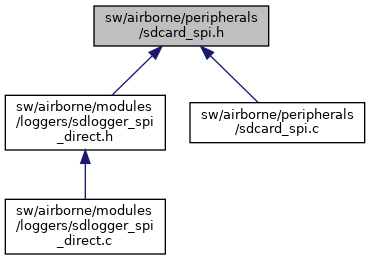 sw/airborne/peripherals
/sdcard_spi.h
sw/airborne/modules
/loggers/sdlogger_spi
_direct.h
sw/airborne/peripherals
/sdcard_spi.c
sw/airborne/modules
/loggers/sdlogger_spi
_direct.c